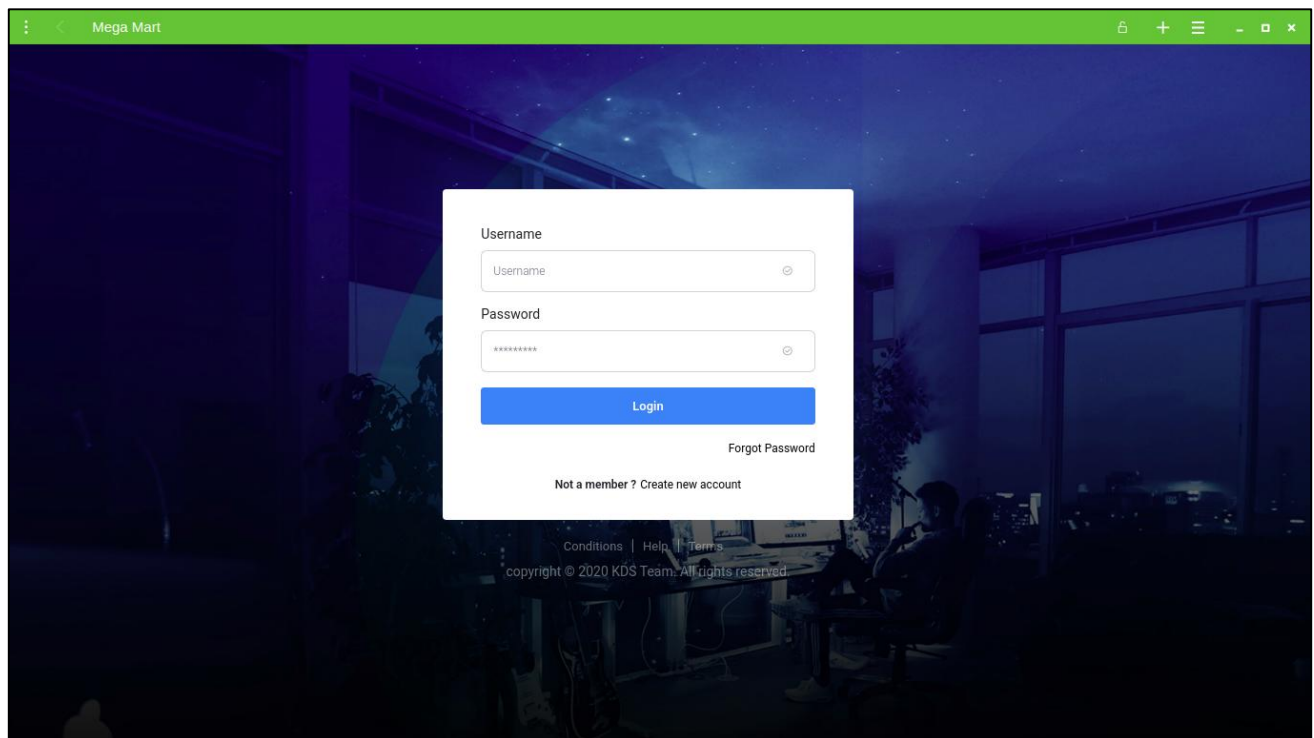 Mega Mart
Username
Username
Password
*********
Login
Forgot Password
Not a member ? Create new account
Conditions | Help | Terms
copyright © 2020 KDS Team. All rights reserved.